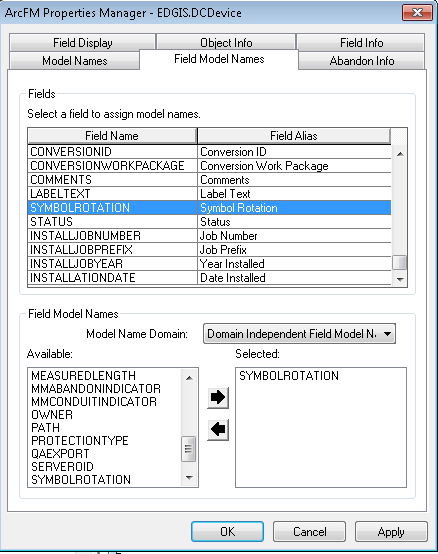 ArcFM Properties Manager - EDGIS.DCDevice
Field Display Object Info Field Info
Model Names Field Model Names Abandon Info
Fields
Select a field to assign model names.
Field Name Field Alias
CONVERSIONID Conversion ID
CONVERSIONWORKPACKAGE Conversion Work Package
COMMENTS Comments
LABELTEXT Label Text
SYMBOLROTATION Symbol Rotation
STATUS Status
INSTALLJOBNUMBER Job Number
INSTALLJOBPREFIX Job Prefix
INSTALLJOBYEAR Year Installed
INSTALLATIONDATE Date Installed
Field Model Names
Model Name Domain: Domain Independent Field Model Na
Available: Selected:
MEASUREDLENGTH SYMBOLROTATION
MMABANDONINDICATOR
MMCONDUITINDICATOR
OWNER
PATH
PROTECTIONTYPE
QAEXPORT
SERVEROID
SYMBOLROTATION
OK Cancel Apply